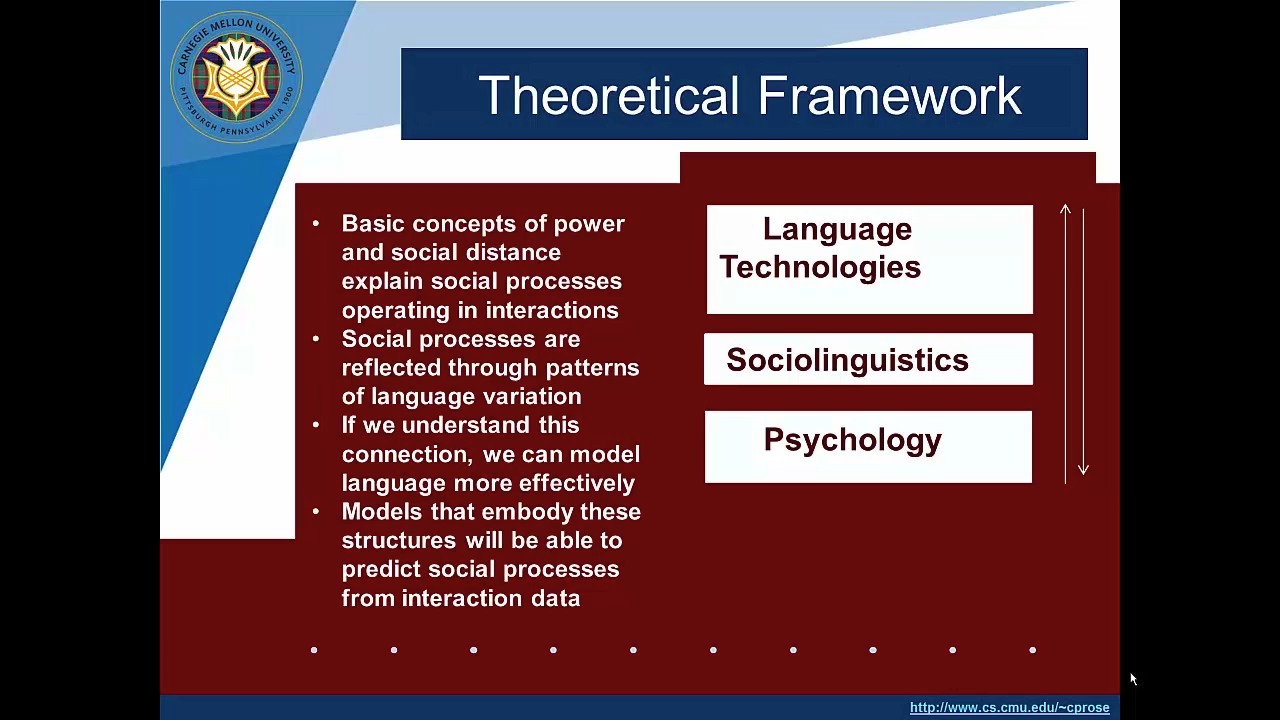 CARNEGIE MELLON UNIVERSITY
PITTSBURGH PENNSYLVANIA 1900
Theoretical Framework
• Basic concepts of power
and social distance
explain social processes
operating in interactions
• Social processes are
reflected through patterns
of language variation
• If we understand this
connection, we can model
language more effectively
• Models that embody these
structures will be able to
predict social processes
from interaction data
Language
Technologies
Sociolinguistics
Psychology
http://www.cs.cmu.edu/~cprose